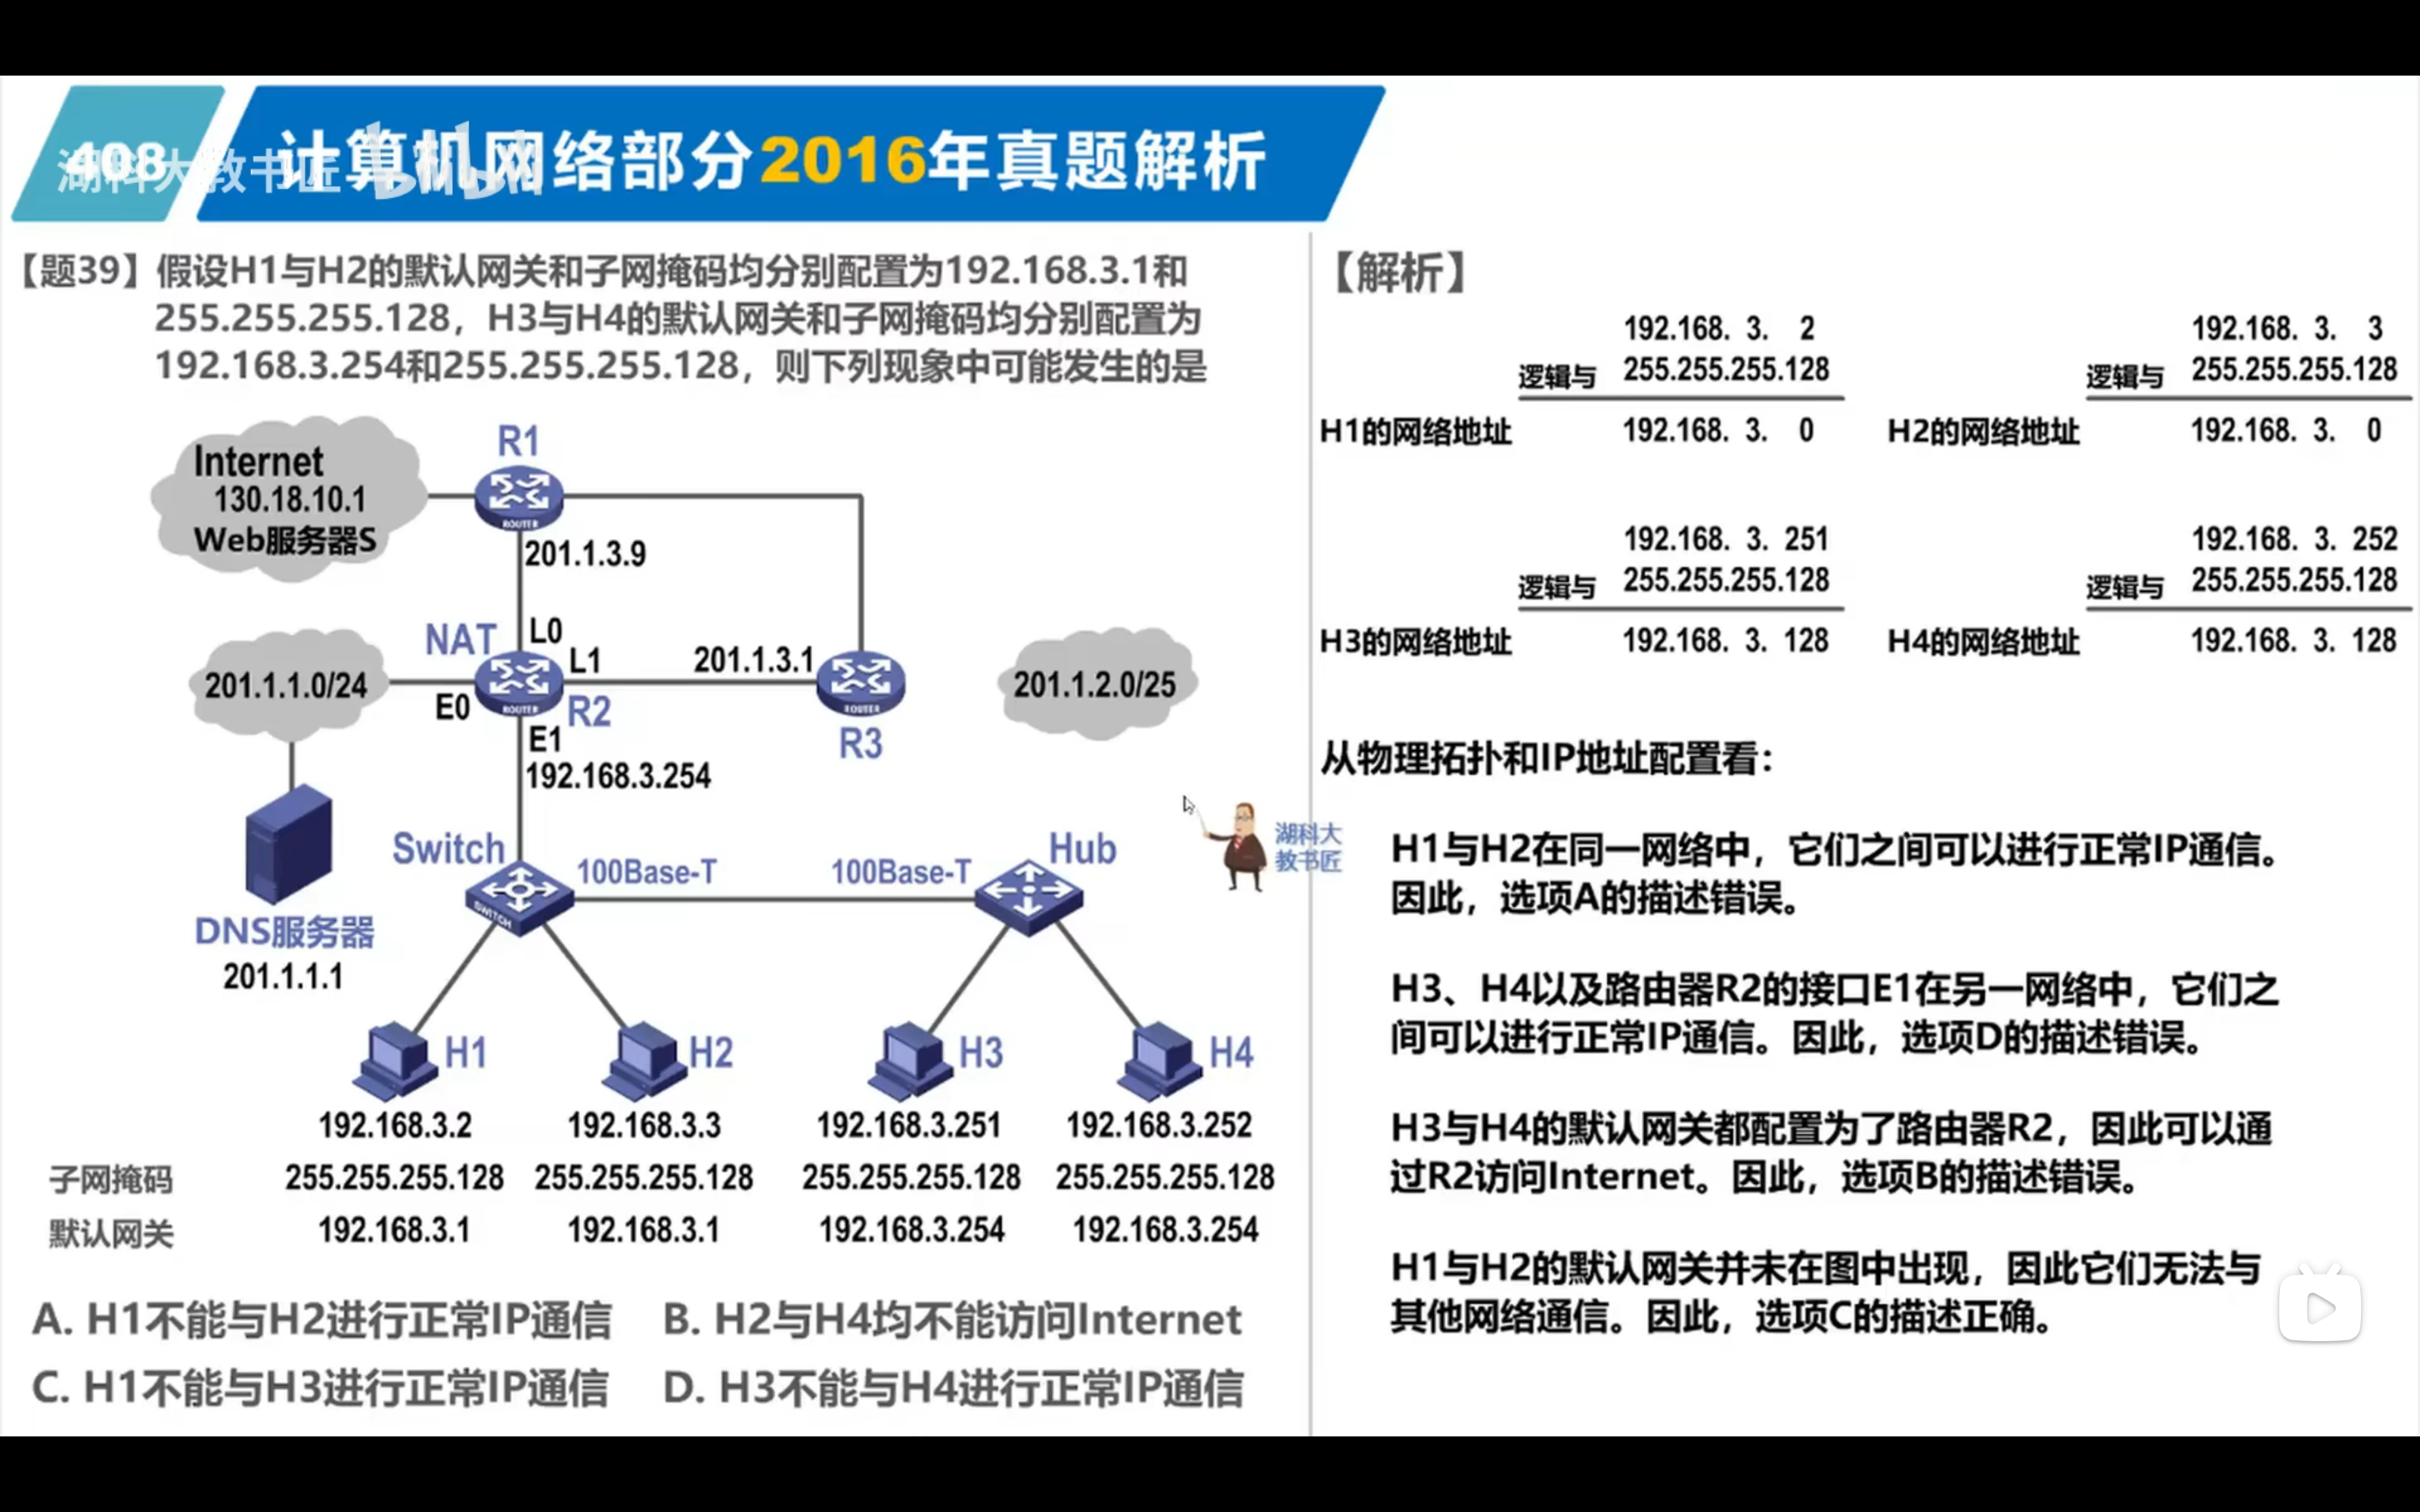 408
湖科大教书匠 bilibili
计算机网络部分2016年真题解析
【题39】假设H1与H2的默认网关和子网掩码均分别配置为192.168.3.1和
255.255.255.128，H3与H4的默认网关和子网掩码均分别配置为
192.168.3.254和255.255.255.128，则下列现象中可能发生的是
R1
Internet
130.18.10.1
Web服务器S
ROUTER
201.1.3.9
NAT
L0
L1
201.1.3.1
201.1.1.0/24
E0
ROUTER
R2
ROUTER
R3
201.1.2.0/25
E1
192.168.3.254
Switch
100Base-T
100Base-T
Hub
SWITCH
DNS服务器
201.1.1.1
H1
H2
H3
H4
192.168.3.2
192.168.3.3
192.168.3.251
192.168.3.252
子网掩码
255.255.255.128
255.255.255.128
255.255.255.128
255.255.255.128
默认网关
192.168.3.1
192.168.3.1
192.168.3.254
192.168.3.254
A. H1不能与H2进行正常IP通信
B. H2与H4均不能访问Internet
C. H1不能与H3进行正常IP通信
D. H3不能与H4进行正常IP通信
湖科大
教书匠
【解析】
192.168. 3. 2
逻辑与 255.255.255.128
H1的网络地址 192.168. 3. 0
192.168. 3. 3
逻辑与 255.255.255.128
H2的网络地址 192.168. 3. 0
192.168. 3. 251
逻辑与 255.255.255.128
H3的网络地址 192.168. 3. 128
192.168. 3. 252
逻辑与 255.255.255.128
H4的网络地址 192.168. 3. 128
从物理拓扑和IP地址配置看：
H1与H2在同一网络中，它们之间可以进行正常IP通信。
因此，选项A的描述错误。
H3、H4以及路由器R2的接口E1在另一网络中，它们之
间可以进行正常IP通信。因此，选项D的描述错误。
H3与H4的默认网关都配置为了路由器R2，因此可以通
过R2访问Internet。因此，选项B的描述错误。
H1与H2的默认网关并未在图中出现，因此它们无法与
其他网络通信。因此，选项C的描述正确。